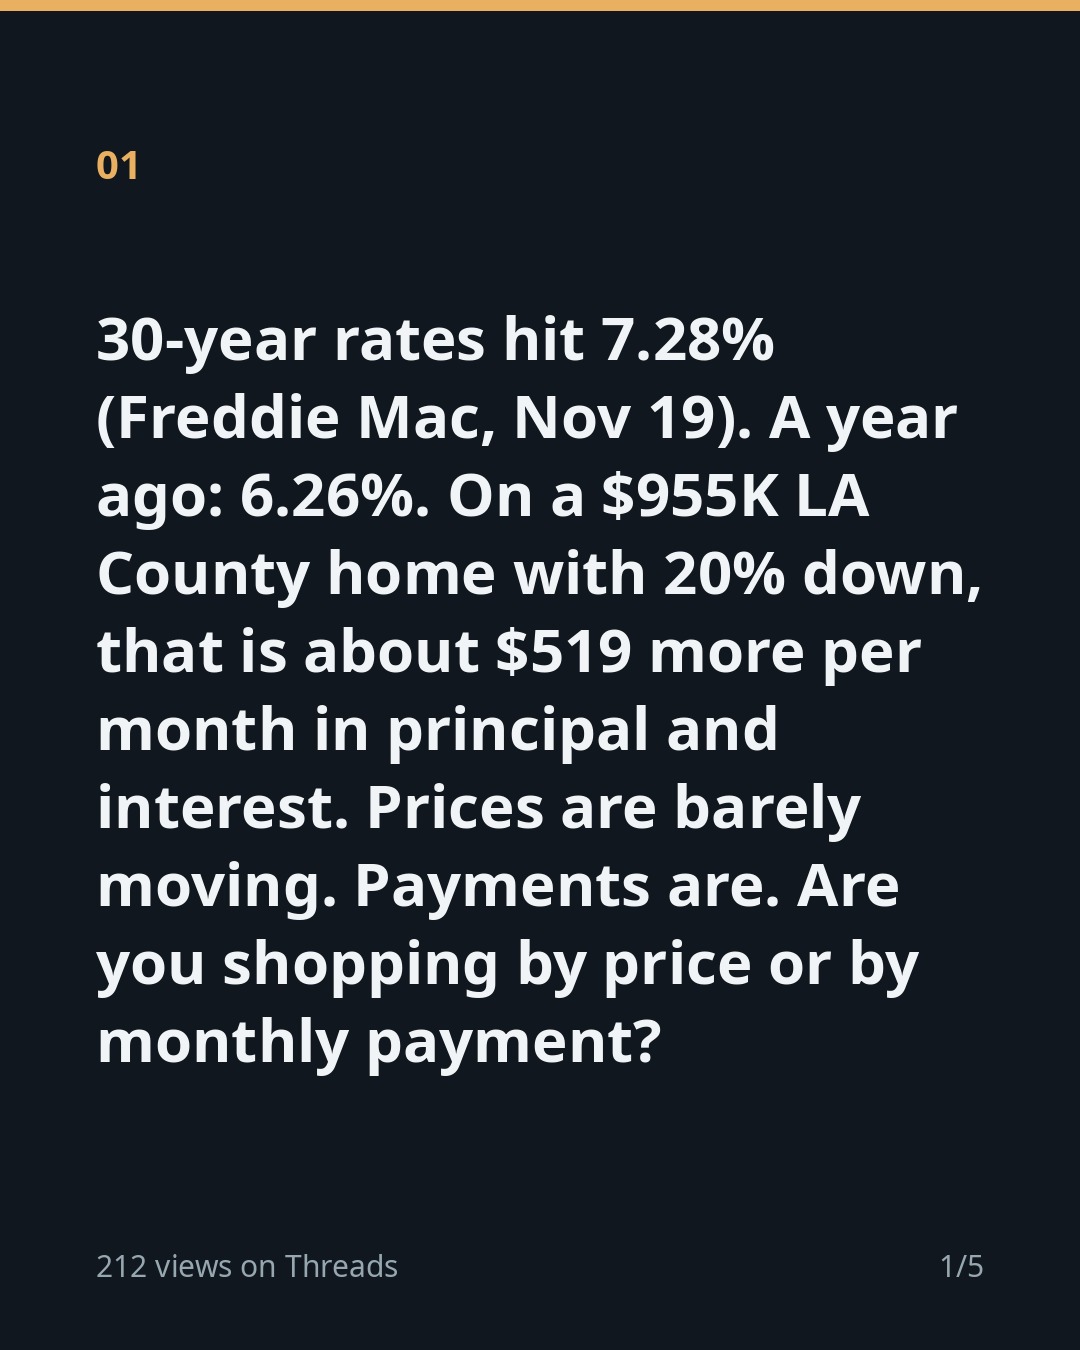 01
30-year rates hit 7.28%
(Freddie Mac, Nov 19). A year
ago: 6.26%. On a $955K LA
County home with 20% down,
that is about $519 more per
month in principal and
interest. Prices are barely
moving. Payments are. Are
you shopping by price or by
monthly payment?
212 views on Threads
1/5